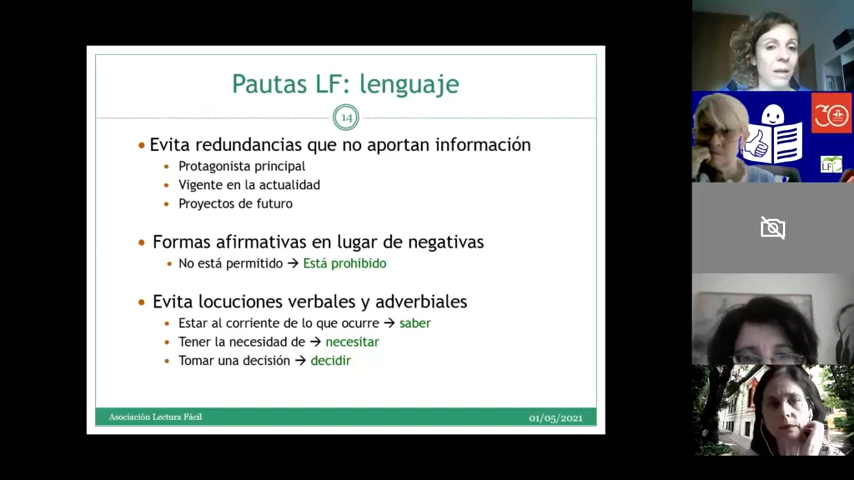 Pautas LF: lenguaje
14
Evita redundancias que no aportan información
Protagonista principal
Vigente en la actualidad
Proyectos de futuro
Formas afirmativas en lugar de negativas
No está permitido → Está prohibido
Evita locuciones verbales y adverbiales
Estar al corriente de lo que ocurre → saber
Tener la necesidad de → necesitar
Tomar una decisión → decidir
Asociación Lectura Fácil
01/05/2021
30
LF